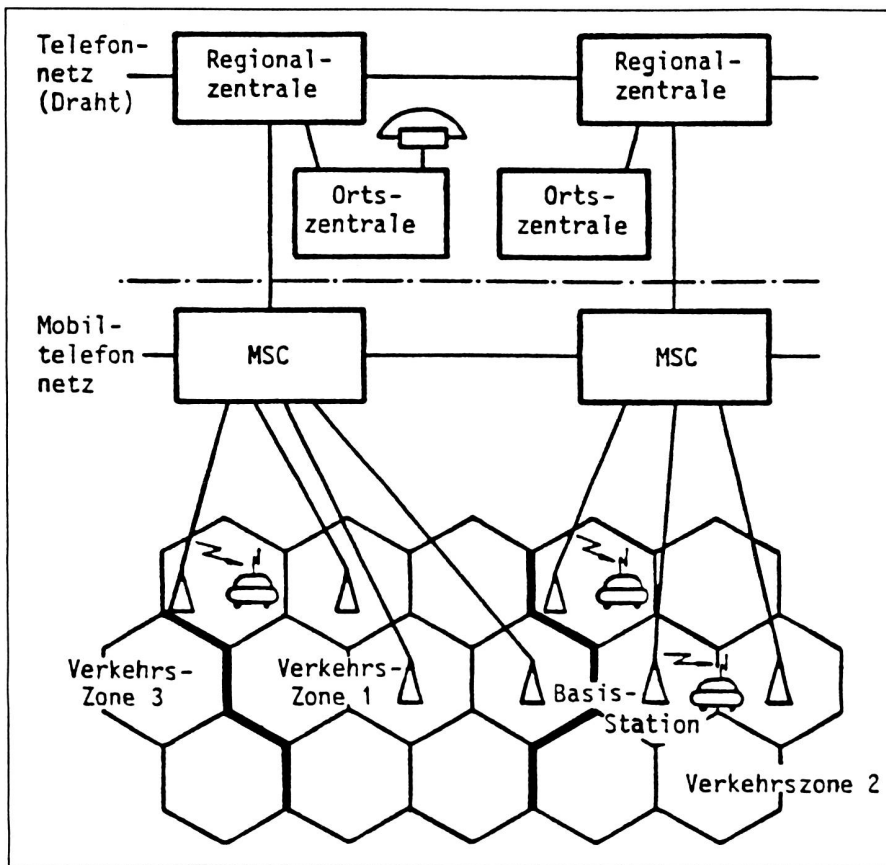 Telefon-
netz
(Draht)
Regional-
zentrale
Regional-
zentrale
Orts-
zentrale
Orts-
zentrale
Mobil-
telefon
netz
MSC
MSC
Verkehrs-
Zone 3
Verkehrs-
Zone 1
Basis-
Station
Verkehrszone 2